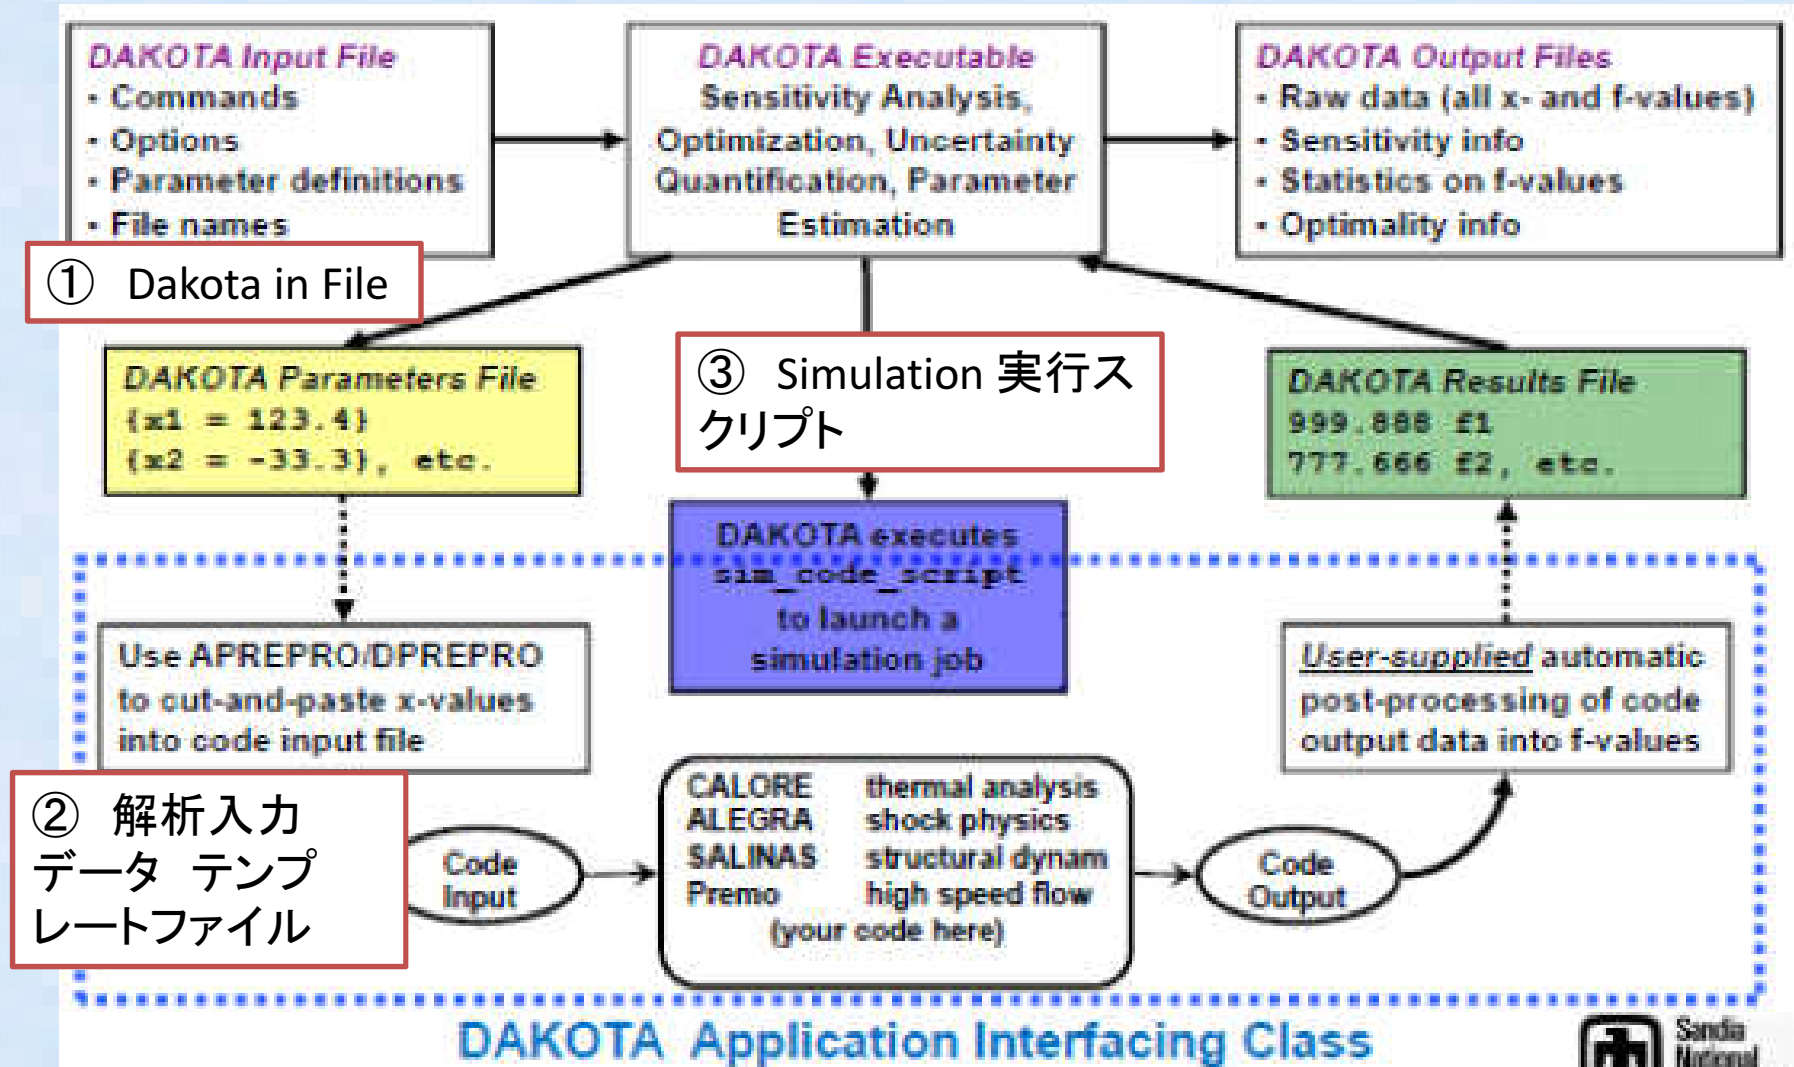 DAKOTA Input File
- Commands
- Options
- Parameter definitions
- File names
DAKOTA Executable
Sensitivity Analysis,
Optimization, Uncertainty
Quantification, Parameter
Estimation
DAKOTA Output Files
- Raw data (all x- and f-values)
- Sensitivity info
- Statistics on f-values
- Optimality info
① Dakota in File
DAKOTA Parameters File
{x1 = 123.4}
{x2 = -33.3}, etc.
③ Simulation 実行ス
クリプト
DAKOTA Results File
999.888 f1
777.666 f2, etc.
DAKOTA executes
sim_code_script
to launch a
simulation job
Use APREPRO/DPREPRO
to cut-and-paste x-values
into code input file
User-supplied automatic
post-processing of code
output data into f-values
② 解析入力
データ テンプ
レートファイル
Code
Input
CALORE thermal analysis
ALEGRA shock physics
SALINAS structural dynam
Premo high speed flow
(your code here)
Code
Output
DAKOTA Application Interfacing Class
Sandia
National